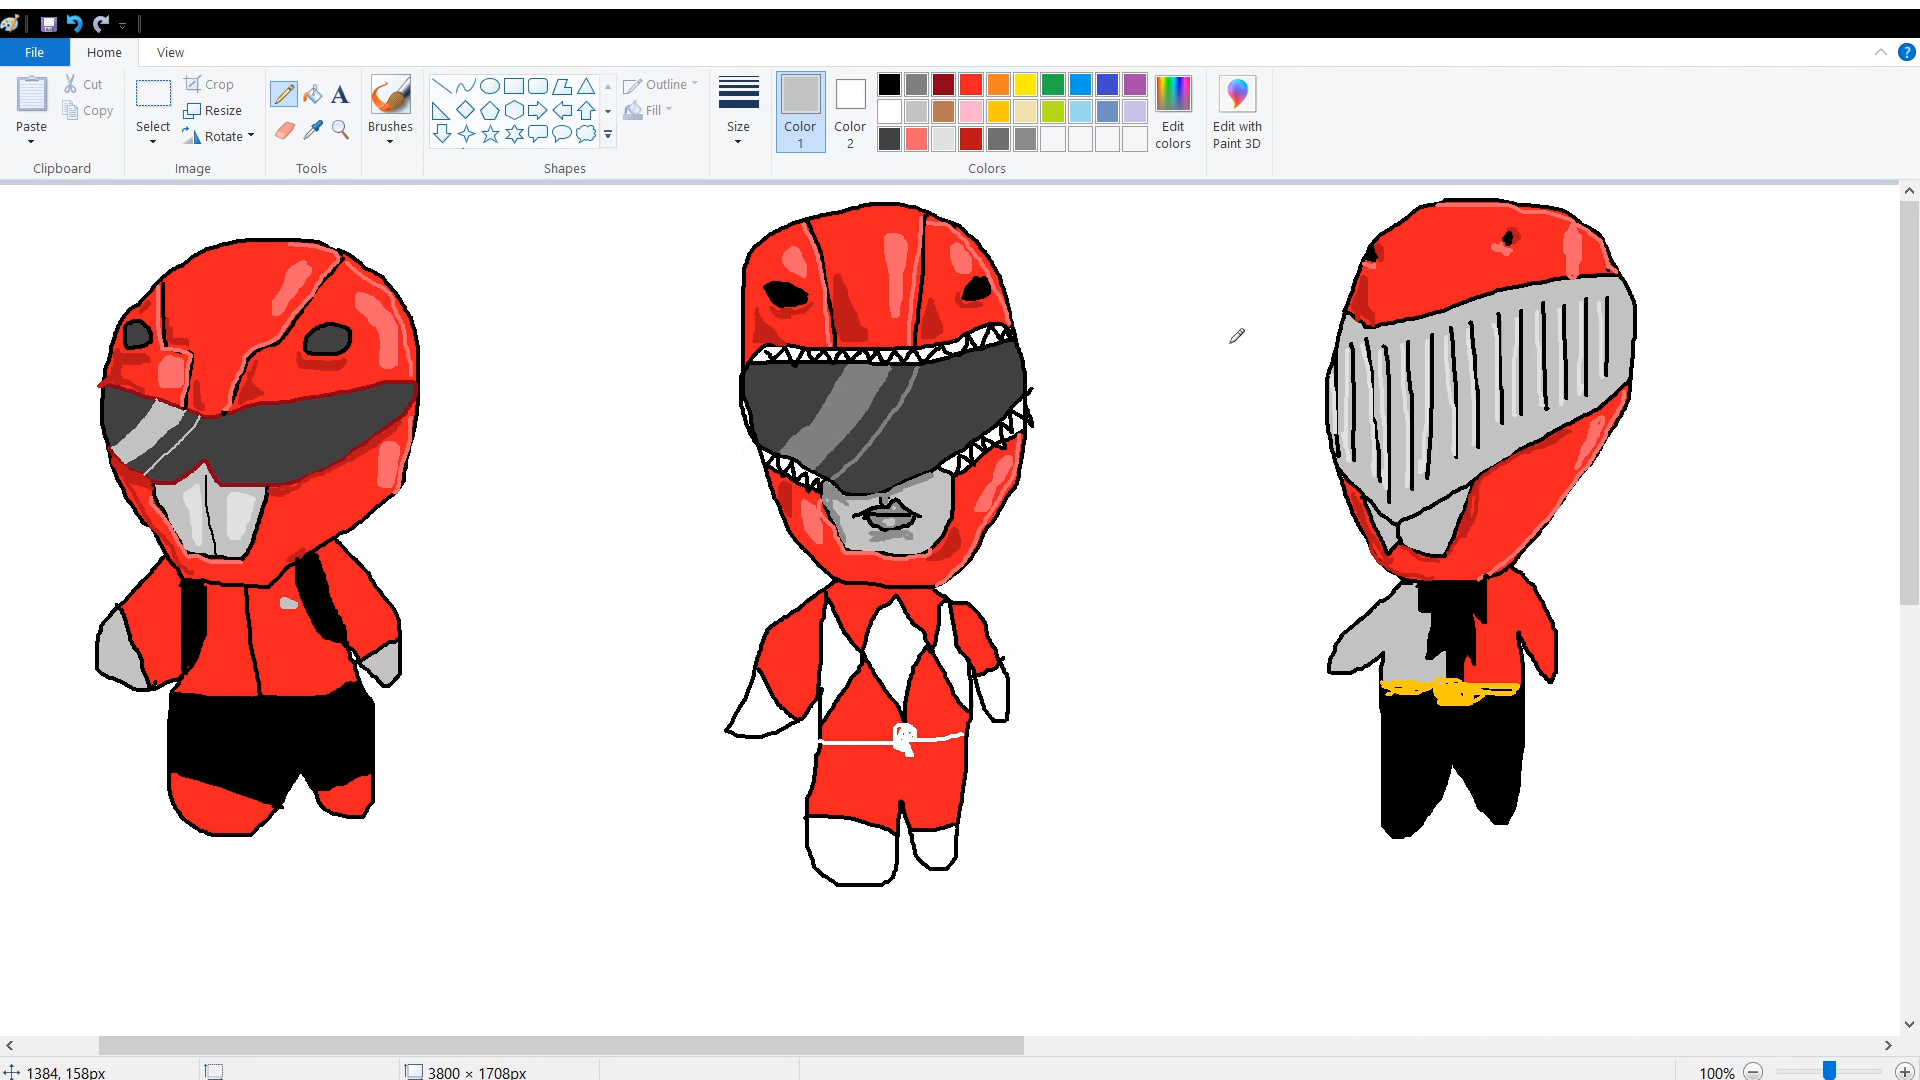 File Home View
Paste
Cut
Copy
Clipboard
Select
Crop
Resize
Rotate
Image
A
Tools
Brushes
Shapes
Outline
Fill
Size
Color
1
Color
2
Edit
colors
Colors
Edit with
Paint 3D
?
1384, 158px
3800 × 1708px
100%